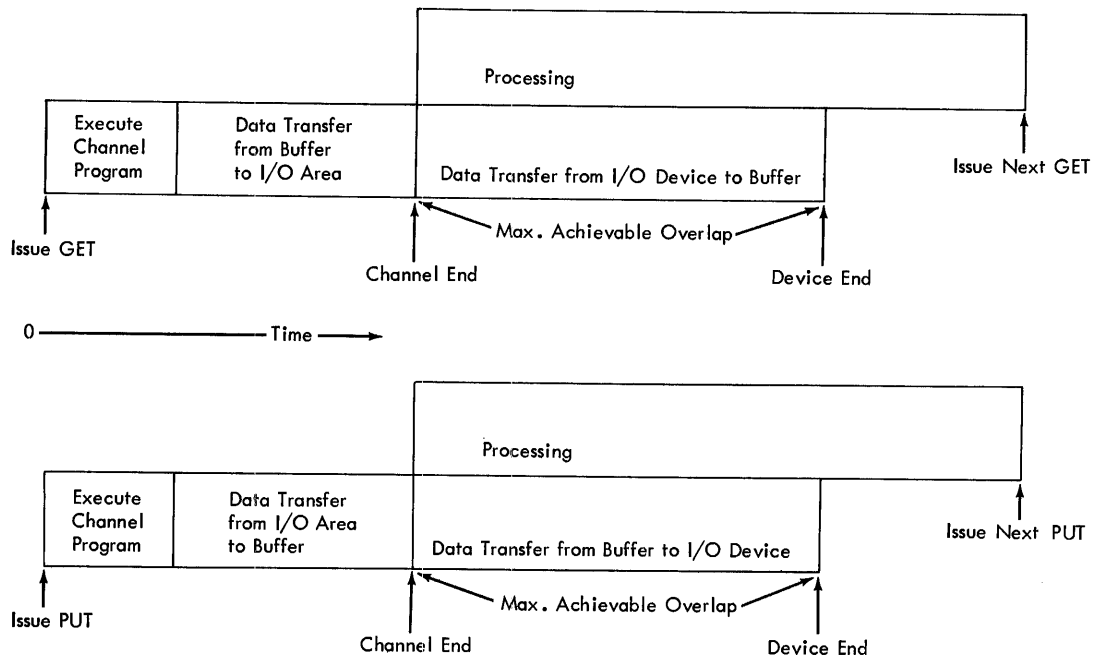 Processing
Execute
Channel
Program
Data Transfer
from Buffer
to I/O Area
Data Transfer from I/O Device to Buffer
Issue Next GET
Issue GET
Max. Achievable Overlap
Channel End
Device End
0
Time
Processing
Execute
Channel
Program
Data Transfer
from I/O Area
to Buffer
Data Transfer from Buffer to I/O Device
Issue Next PUT
Issue PUT
Max. Achievable Overlap
Channel End
Device End